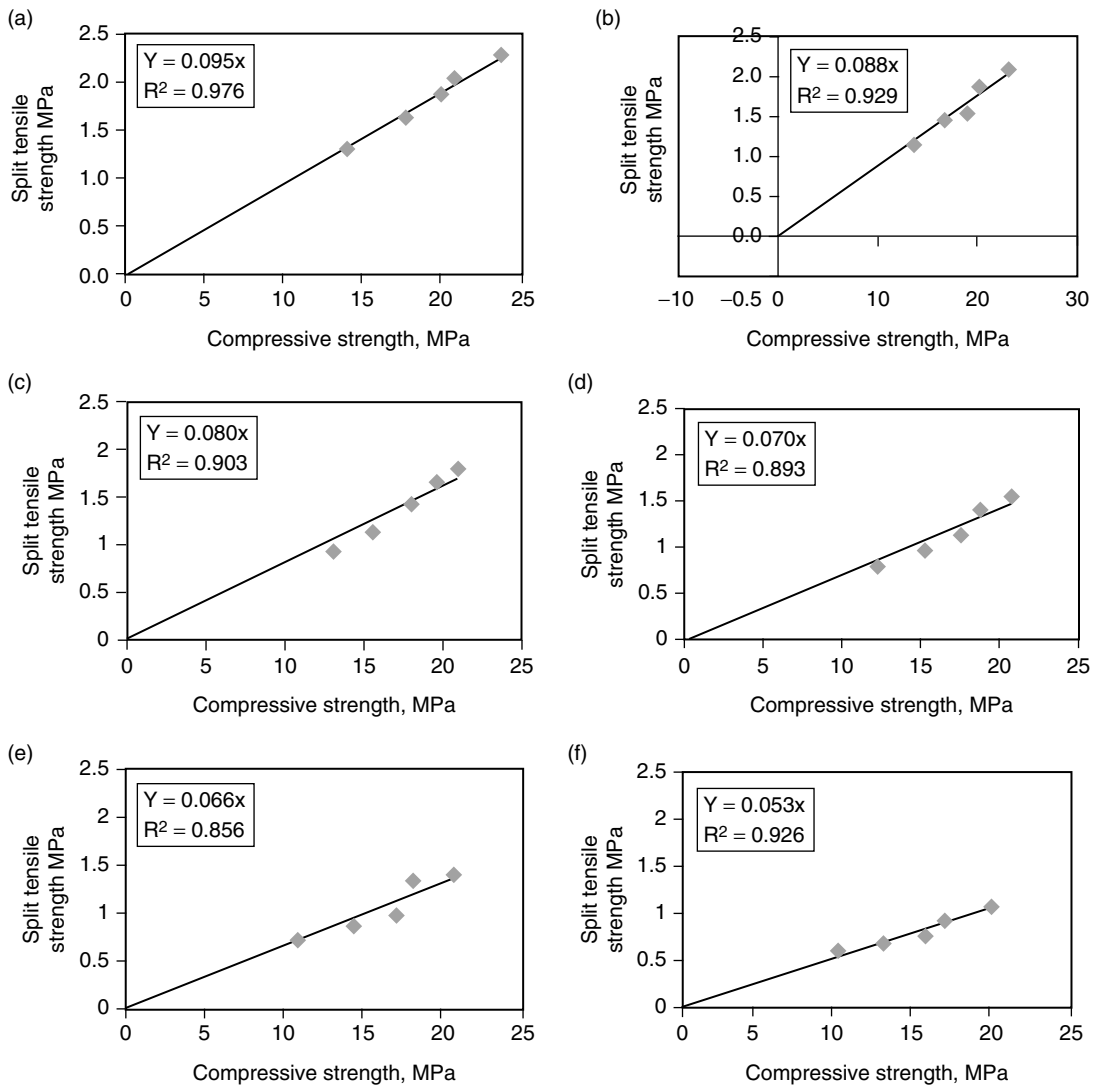 (a)
Y = 0.095x
R² = 0.976
2.5
2.0
1.5
1.0
0.5
0.0
0 5 10 15 20 25
Split tensile
strength MPa
Compressive strength, MPa
(b)
Y = 0.088x
R² = 0.929
2.5
2.0
1.5
1.0
0.5
0.0
−10 −0.5 0 10 20 30
Split tensile
strength MPa
Compressive strength, MPa
(c)
Y = 0.080x
R² = 0.903
2.5
2
1.5
1
0.5
0
0 5 10 15 20 25
Split tensile
strength MPa
Compressive strength, MPa
(d)
Y = 0.070x
R² = 0.893
2.5
2
1.5
1
0.5
0
0 5 10 15 20 25
Split tensile
strength MPa
Compressive strength, MPa
(e)
Y = 0.066x
R² = 0.856
2.5
2
1.5
1
0.5
0
0 5 10 15 20 25
Split tensile
strength MPa
Compressive strength, MPa
(f)
Y = 0.053x
R² = 0.926
2.5
2
1.5
1
0.5
0
0 5 10 15 20 25
Split tensile
strength MPa
Compressive strength, MPa